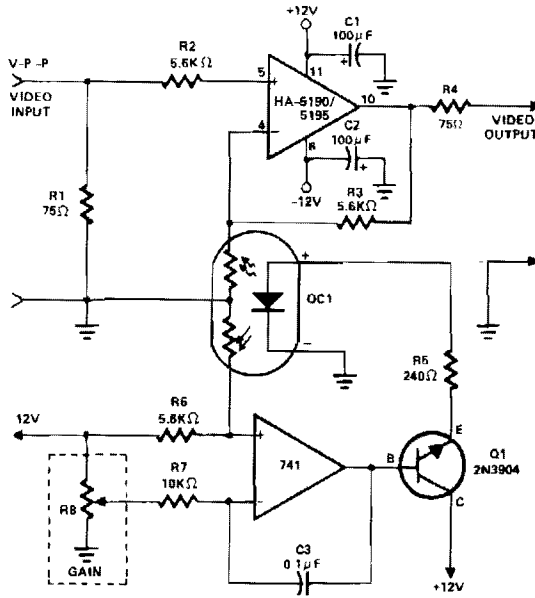 +12V
C1
100µF
+
V-P-P
R2
5.6KΩ
VIDEO
INPUT
5
+
11
HA-5190/
5195
10
R4
75Ω
VIDEO
OUTPUT
4
−
C2
100µF
+
−12V
R3
5.6KΩ
R1
75Ω
+
OC1
−
R5
240Ω
12V
R6
5.6KΩ
+
741
B
E
Q1
2N3904
R7
10KΩ
−
C
R8
GAIN
C3
0.1µF
+12V